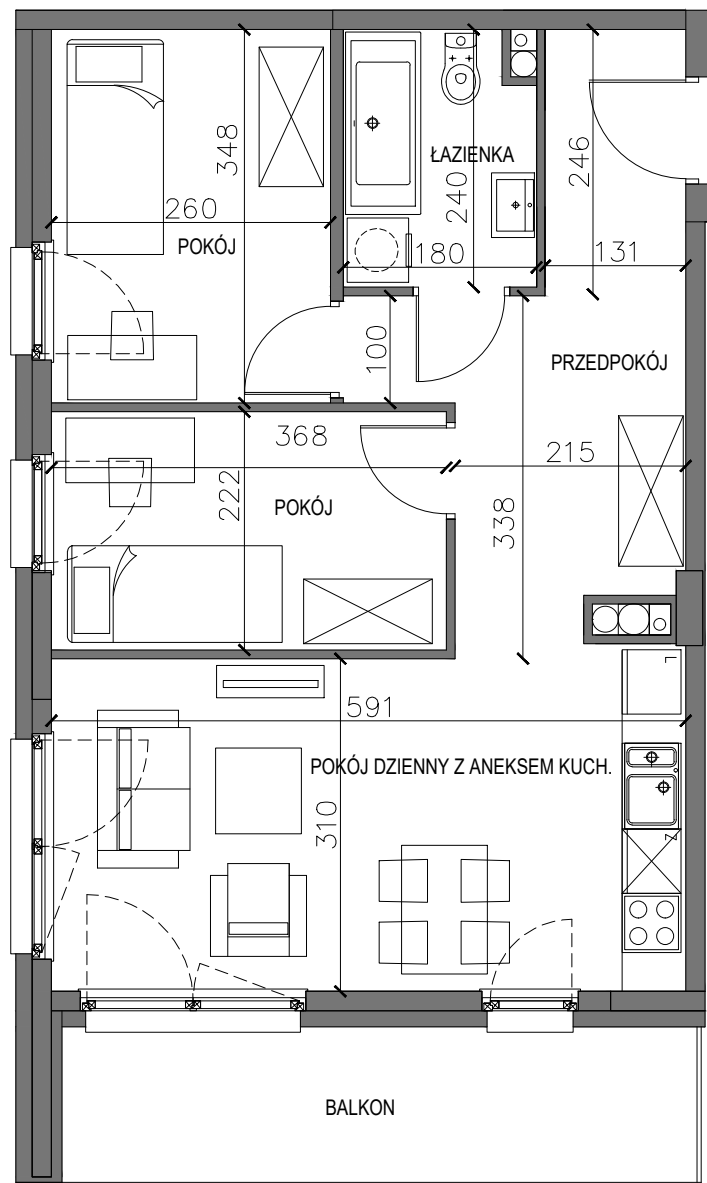 348
260
POKÓJ
ŁAZIENKA
240
180
246
131
100
PRZEDPOKÓJ
368
215
222
POKÓJ
338
L
591
POKÓJ DZIENNY Z ANEKSEM KUCH.
310
Z
BALKON